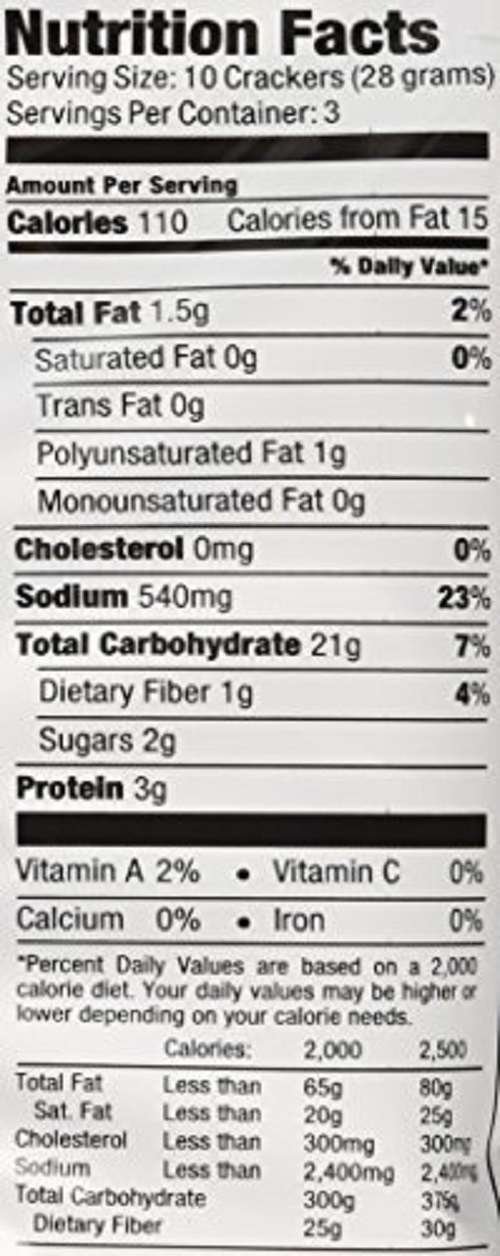 Nutrition Facts
Serving Size: 10 Crackers (28 grams)
Servings Per Container: 3
Amount Per Serving
Calories 110 Calories from Fat 15
% Daily Value*
Total Fat 1.5g 2%
Saturated Fat 0g 0%
Trans Fat 0g
Polyunsaturated Fat 1g
Monounsaturated Fat 0g
Cholesterol 0mg 0%
Sodium 540mg 23%
Total Carbohydrate 21g 7%
Dietary Fiber 1g 4%
Sugars 2g
Protein 3g
Vitamin A 2% • Vitamin C 0%
Calcium 0% • Iron 0%
*Percent Daily Values are based on a 2,000
calorie diet. Your daily values may be higher or
lower depending on your calorie needs.
Calories: 2,000 2,500
Total Fat Less than 65g 80g
Sat. Fat Less than 20g 25g
Cholesterol Less than 300mg 300mg
Sodium Less than 2,400mg 2,400mg
Total Carbohydrate 300g 375g
Dietary Fiber 25g 30g